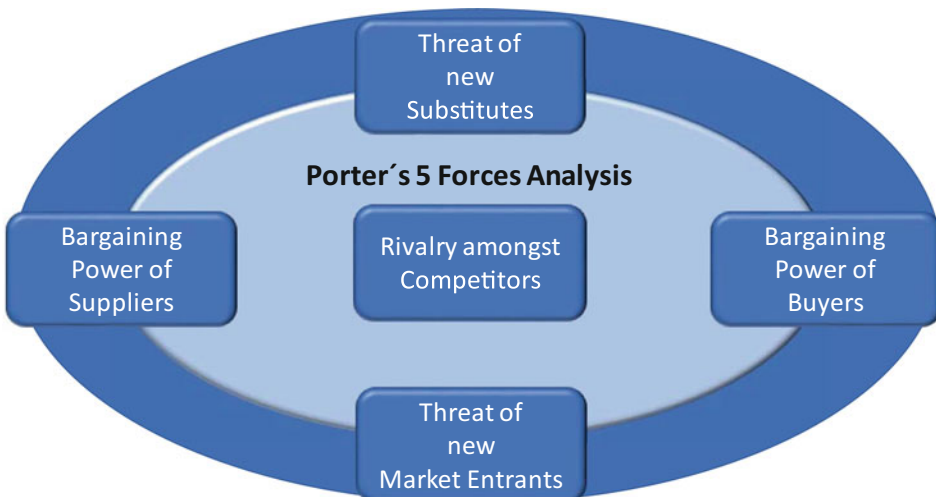 Threat of
new
Substitutes
Porter´s 5 Forces Analysis
Bargaining
Power of
Suppliers
Rivalry amongst
Competitors
Bargaining
Power of
Buyers
Threat of
new
Market Entrants